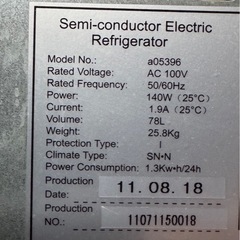 Semi-conductor Electric
Refrigerator
Model No.: a05396
Rated Voltage: AC 100V
Rated Frequency: 50/60Hz
Power: 140W (25°C)
Current: 1.9A (25°C)
Volume: 78L
Weight: 25.8Kg
Protection Type: I
Climate Type: SN•N
Power Consumption: 1.3Kw•h/24h
Production 11.08.18
Production
NO.: 11071150018